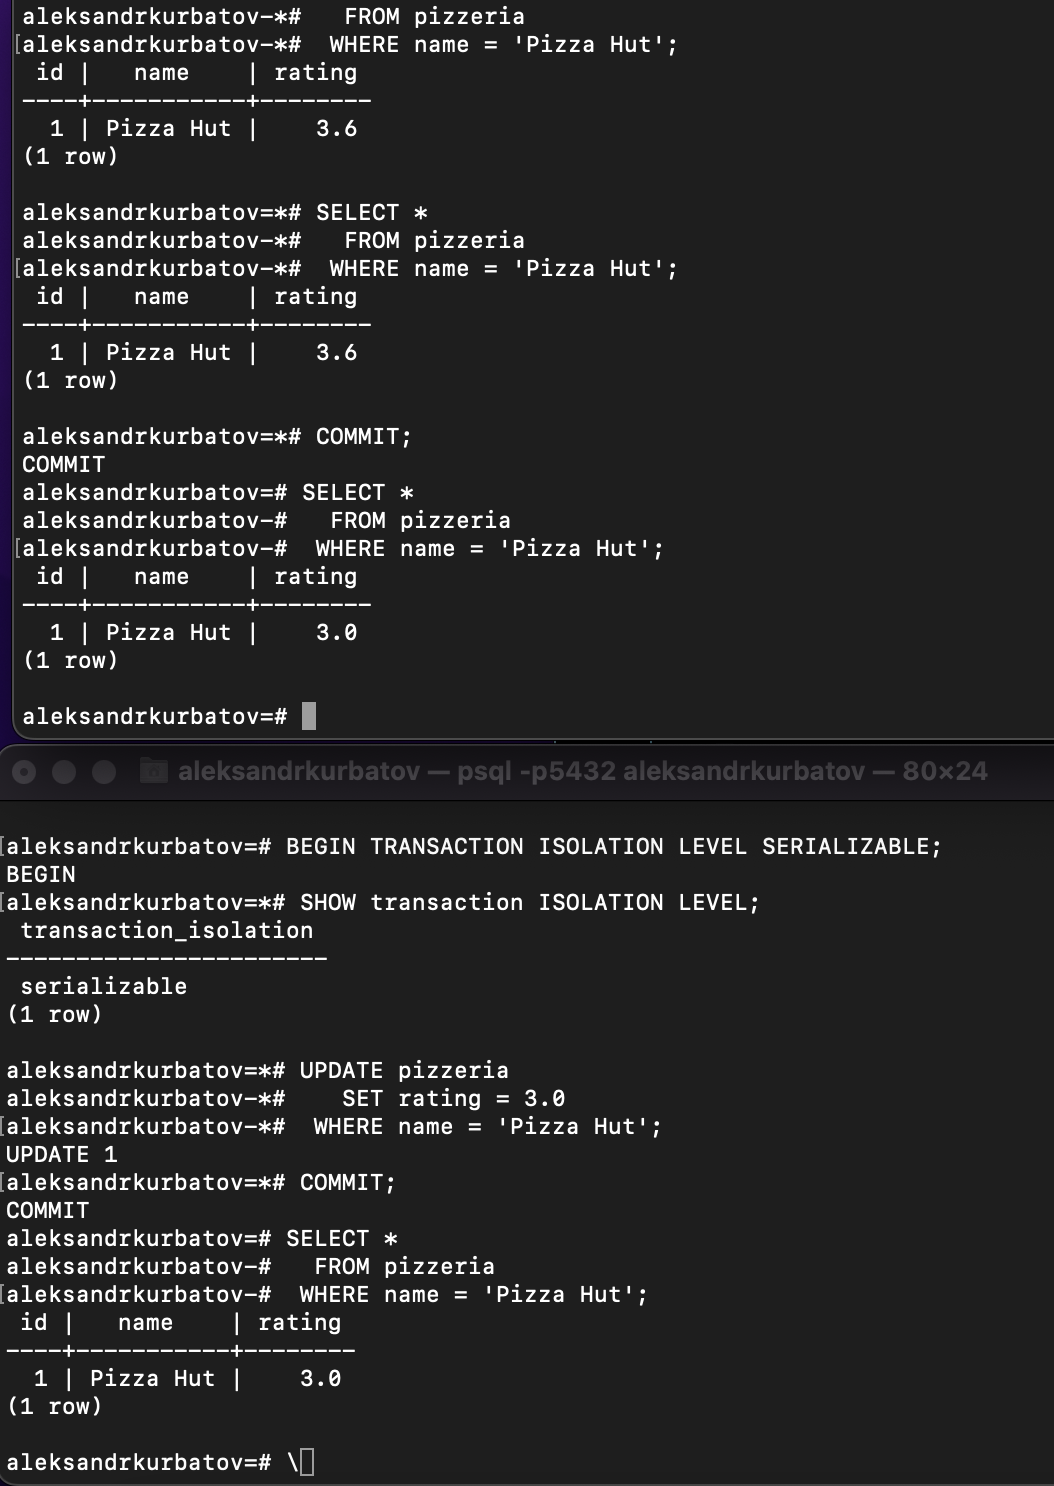 aleksandrkurbatov-*#   FROM pizzeria
[aleksandrkurbatov-*#  WHERE name = 'Pizza Hut';
 id |   name    | rating
----+-----------+--------
  1 | Pizza Hut |    3.6
(1 row)

aleksandrkurbatov=*# SELECT *
aleksandrkurbatov-*#   FROM pizzeria
[aleksandrkurbatov-*#  WHERE name = 'Pizza Hut';
 id |   name    | rating
----+-----------+--------
  1 | Pizza Hut |    3.6
(1 row)

aleksandrkurbatov=*# COMMIT;
COMMIT
aleksandrkurbatov=# SELECT *
aleksandrkurbatov-#   FROM pizzeria
[aleksandrkurbatov-#  WHERE name = 'Pizza Hut';
 id |   name    | rating
----+-----------+--------
  1 | Pizza Hut |    3.0
(1 row)

aleksandrkurbatov=#
aleksandrkurbatov — psql -p5432 aleksandrkurbatov — 80×24
[aleksandrkurbatov=# BEGIN TRANSACTION ISOLATION LEVEL SERIALIZABLE;
BEGIN
[aleksandrkurbatov=*# SHOW transaction ISOLATION LEVEL;
 transaction_isolation
-----------------------
 serializable
(1 row)

aleksandrkurbatov=*# UPDATE pizzeria
aleksandrkurbatov-*#    SET rating = 3.0
[aleksandrkurbatov-*#  WHERE name = 'Pizza Hut';
UPDATE 1
[aleksandrkurbatov=*# COMMIT;
COMMIT
aleksandrkurbatov=# SELECT *
aleksandrkurbatov-#   FROM pizzeria
[aleksandrkurbatov-#  WHERE name = 'Pizza Hut';
 id |   name    | rating
----+-----------+--------
  1 | Pizza Hut |    3.0
(1 row)

aleksandrkurbatov=# \